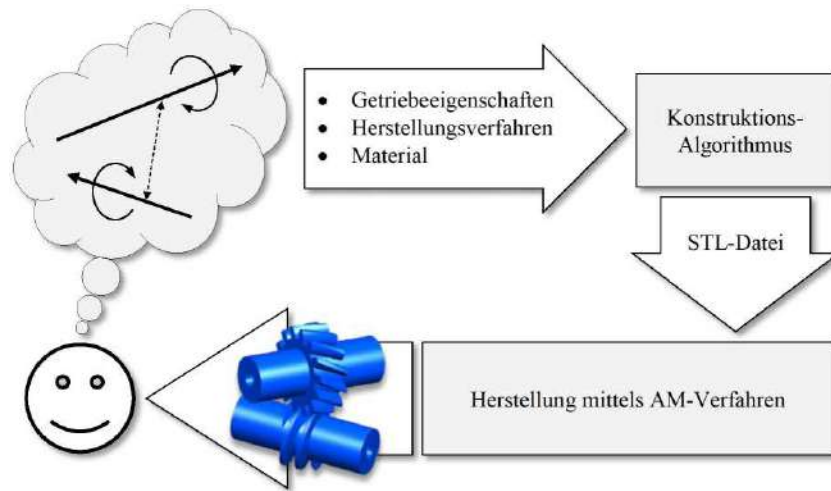 • Getriebeeigenschaften
• Herstellungsverfahren
• Material
Konstruktions-
Algorithmus
STL-Datei
Herstellung mittels AM-Verfahren